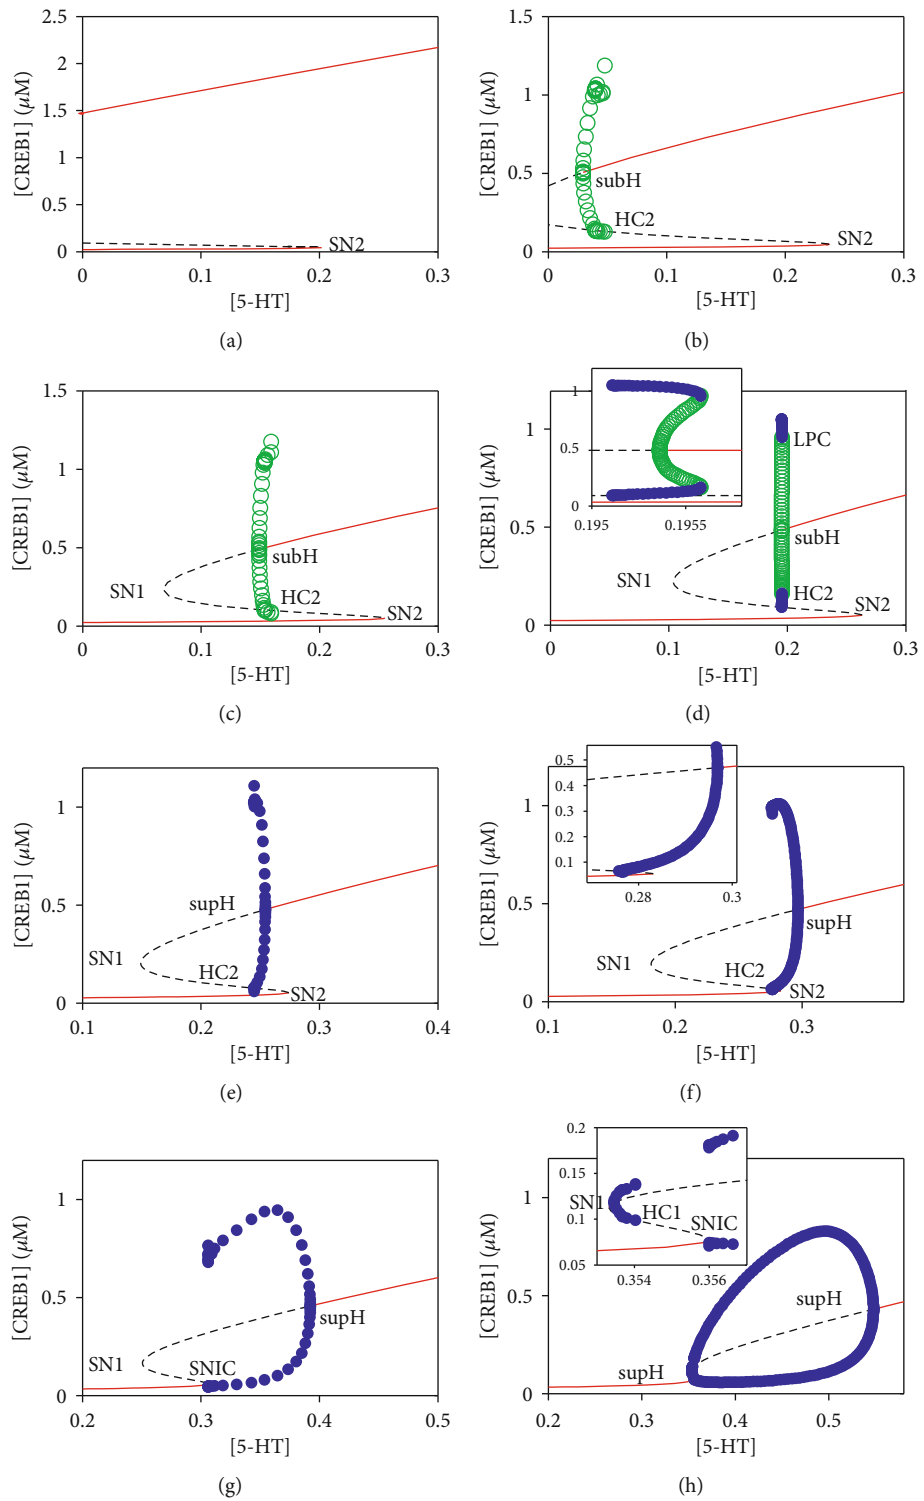 2.5
2
1.5
1
0.5
0
[CREB1] (μM)
SN2
0
0.1
0.2
0.3
[5-HT]
(a)
1.5
1
0.5
0
[CREB1] (μM)
subH
HC2
SN2
0
0.1
0.2
0.3
[5-HT]
(b)
1.5
1
0.5
0
[CREB1] (μM)
SN1
subH
HC2
SN2
0
0.1
0.2
0.3
[5-HT]
(c)
1
0.5
0
0.195
0.1955
1
0.5
0
[CREB1] (μM)
LPC
subH
SN1
HC2
SN2
0
0.1
0.2
0.3
[5-HT]
(d)
1
0.5
0
[CREB1] (μM)
supH
SN1
HC2
SN2
0.1
0.2
0.3
0.4
[5-HT]
(e)
0.5
0.4
0.3
0.2
0.1
0.28
0.3
1
0.5
0
[CREB1] (μM)
supH
SN1
HC2
SN2
0.1
0.2
0.3
[5-HT]
(f)
1
0.5
0
[CREB1] (μM)
supH
SN1
SNIC
0.2
0.3
0.4
0.5
[5-HT]
(g)
0.2
0.15
0.1
0.05
SN1
HC1
SNIC
0.354
0.356
1
0.5
0
[CREB1] (μM)
supH
supH
0.2
0.3
0.4
0.5
[5-HT]
(h)